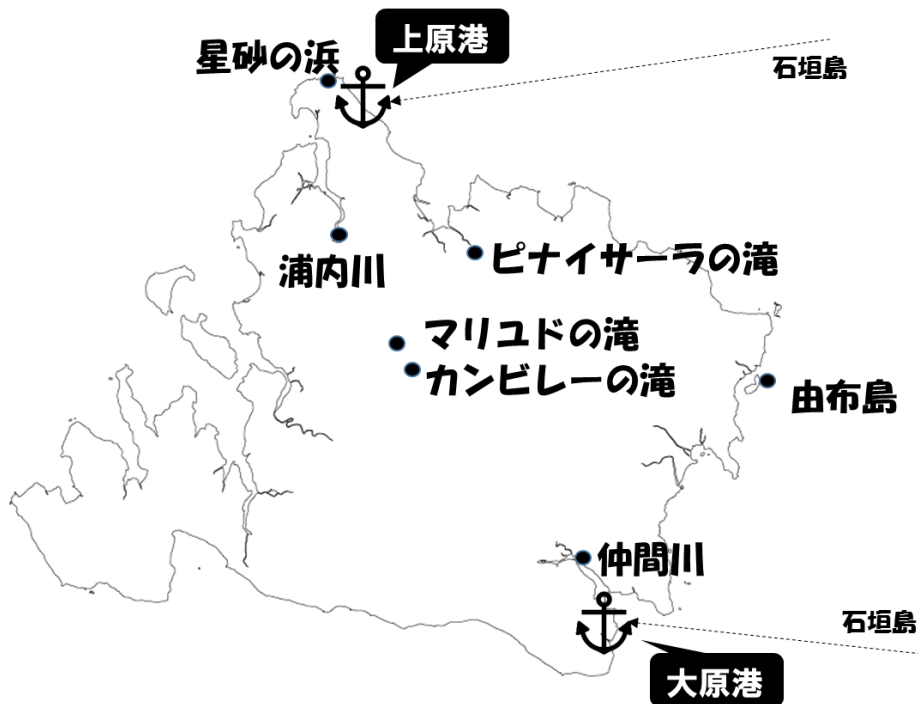 上原港
星砂の浜
石垣島
浦内川
ピナイサーラの滝
マリユドの滝
カンビレーの滝
由布島
仲間川
石垣島
大原港